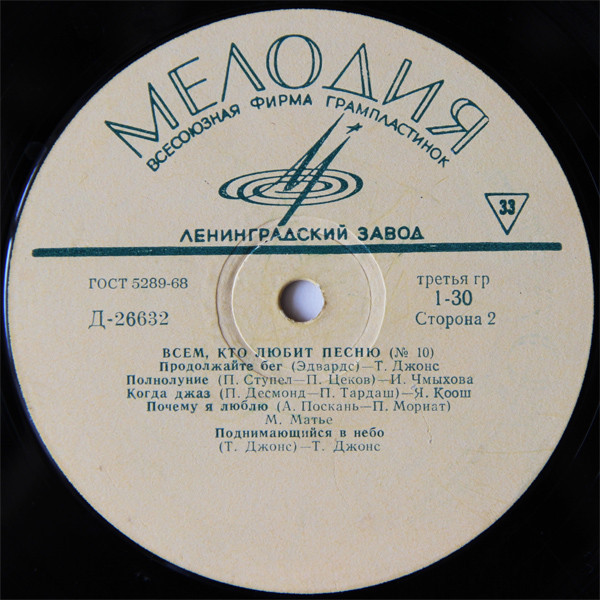 МЕЛОДИЯ
ВСЕСОЮЗНАЯ ФИРМА ГРАМПЛАСТИНОК
33
ЛЕНИНГРАДСКИЙ ЗАВОД
ГОСТ 5289-68
третья гр
1-30
Д-26632
Сторона 2
ВСЕМ, КТО ЛЮБИТ ПЕСНЮ (№ 10)
Продолжайте бег (Эдвардс)—Т. Джонс
Полнолуние (П. Ступел—П. Цеков)—И. Чмыхова
Когда джаз (П. Десмонд—П. Тардаш)—Я. Коош
Почему я люблю (А. Поскань—П. Мориат)
М. Матье
Поднимающийся в небо
(Т. Джонс)—Т. Джонс